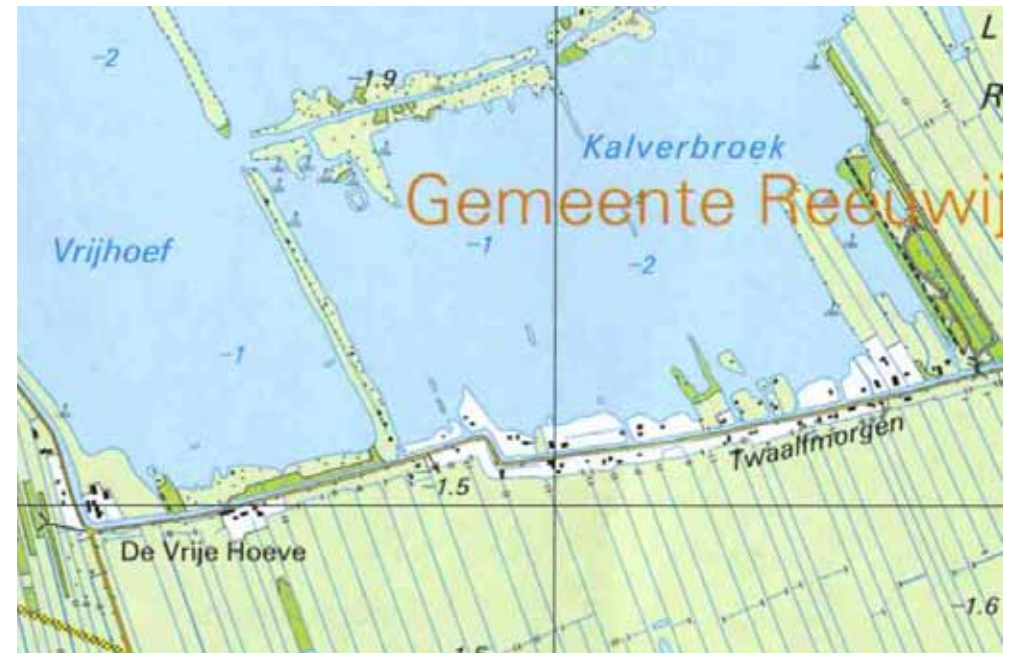 L
R
-2
-1.9
Kalverbroek
Gemeente Reeuwij
Vrijhoef
-1
-2
-1
Twaalfmorgen
-1.5
De Vrije Hoeve
-1.6